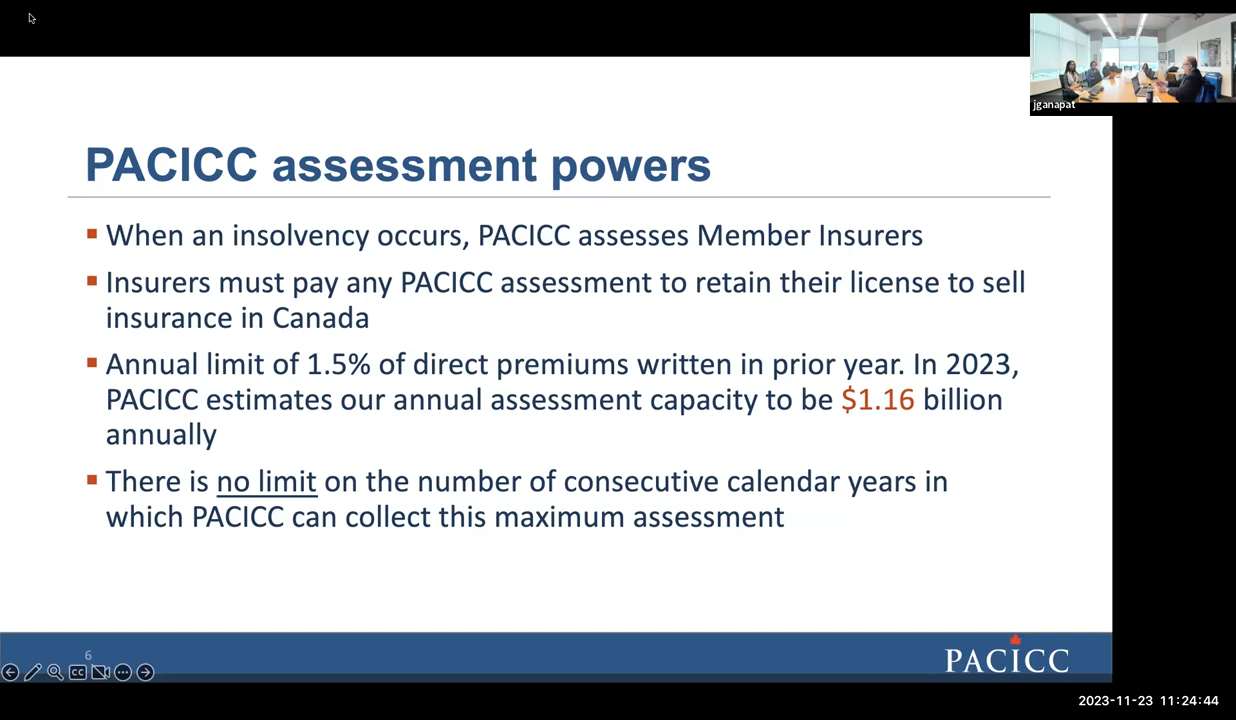 jganapat
PACICC assessment powers
When an insolvency occurs, PACICC assesses Member Insurers
Insurers must pay any PACICC assessment to retain their license to sell
insurance in Canada
Annual limit of 1.5% of direct premiums written in prior year. In 2023,
PACICC estimates our annual assessment capacity to be $1.16 billion
annually
There is no limit on the number of consecutive calendar years in
which PACICC can collect this maximum assessment
6
CC
PACICC
2023-11-23 11:24:44